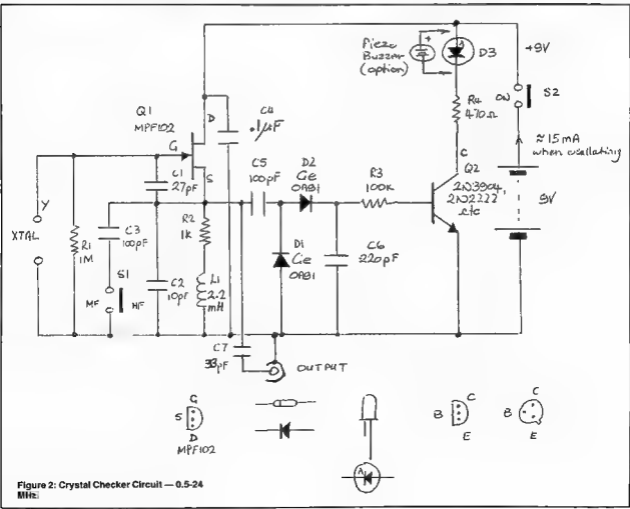 Piezo
Buzzer
(option)
+
D3
+9V
R4
470Ω
ON
S2
≈15mA
when oscillating
Q1
MPF102
D
G
S
C4
.1µF
C1
27pF
C5
100pF
D2
Ge
OA91
R3
100K
C
Q2
2N3904,
2N2222
etc
9V
Y
XTAL
R1
1M
C3
100pF
S1
MF
HF
C2
10pF
R2
1k
L1
2.2
mH
D1
Ge
OA91
C6
220pF
C7
33pF
OUTPUT
G
S
D
MPF102
A
B
C
E
B
C
E
Figure 2: Crystal Checker Circuit — 0.5-24
MHz